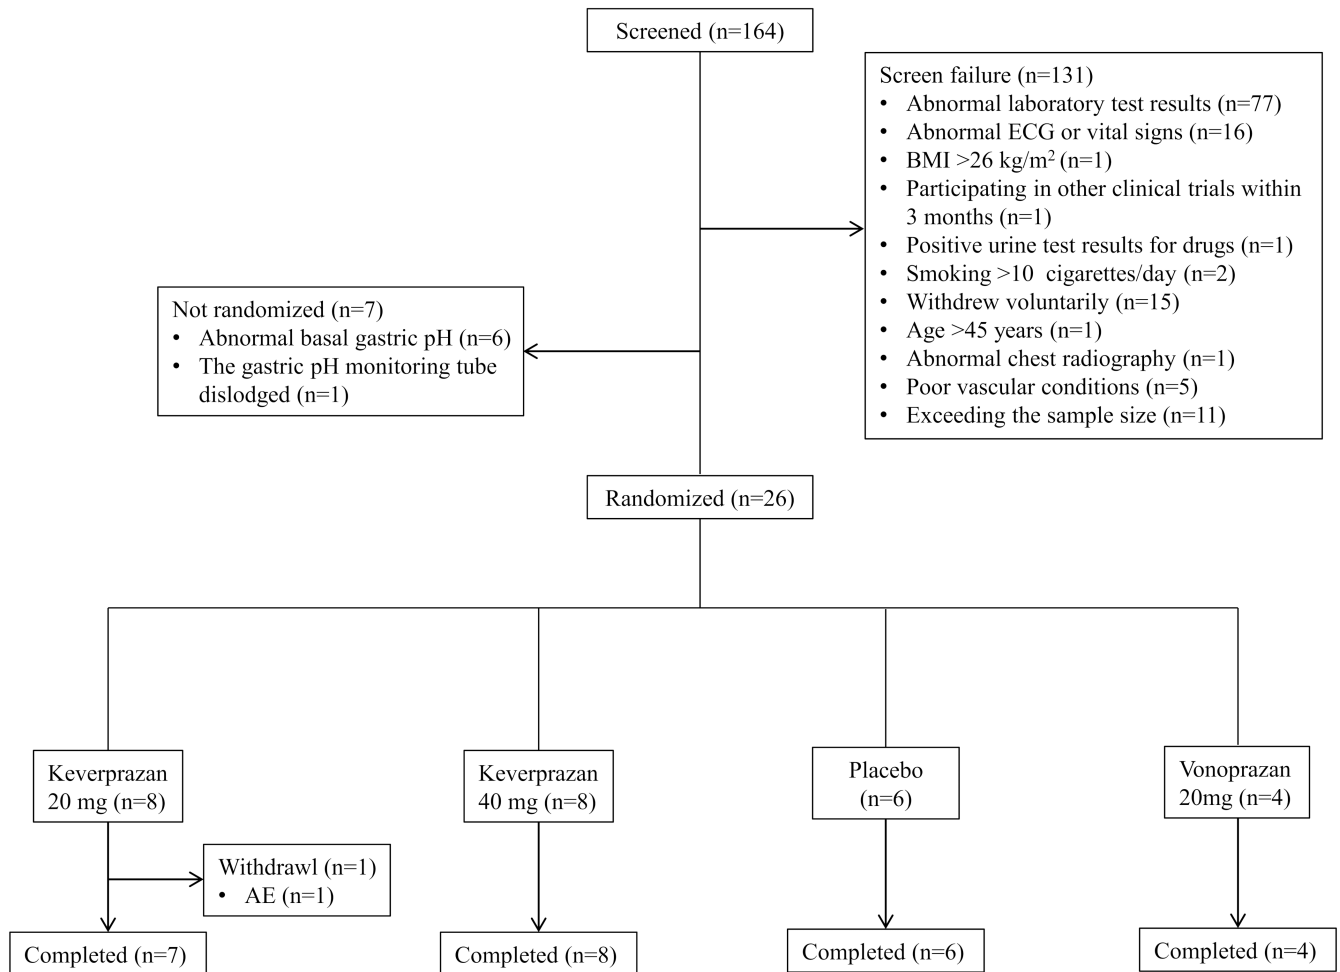 Screened (n=164)
Screen failure (n=131)
• Abnormal laboratory test results (n=77)
• Abnormal ECG or vital signs (n=16)
• BMI >26 kg/m² (n=1)
• Participating in other clinical trials within
3 months (n=1)
• Positive urine test results for drugs (n=1)
• Smoking >10 cigarettes/day (n=2)
• Withdrew voluntarily (n=15)
• Age >45 years (n=1)
• Abnormal chest radiography (n=1)
• Poor vascular conditions (n=5)
• Exceeding the sample size (n=11)
Not randomized (n=7)
• Abnormal basal gastric pH (n=6)
• The gastric pH monitoring tube
dislodged (n=1)
Randomized (n=26)
Keverprazan
20 mg (n=8)
Keverprazan
40 mg (n=8)
Placebo
(n=6)
Vonoprazan
20mg (n=4)
Withdrawl (n=1)
• AE (n=1)
Completed (n=7)
Completed (n=8)
Completed (n=6)
Completed (n=4)